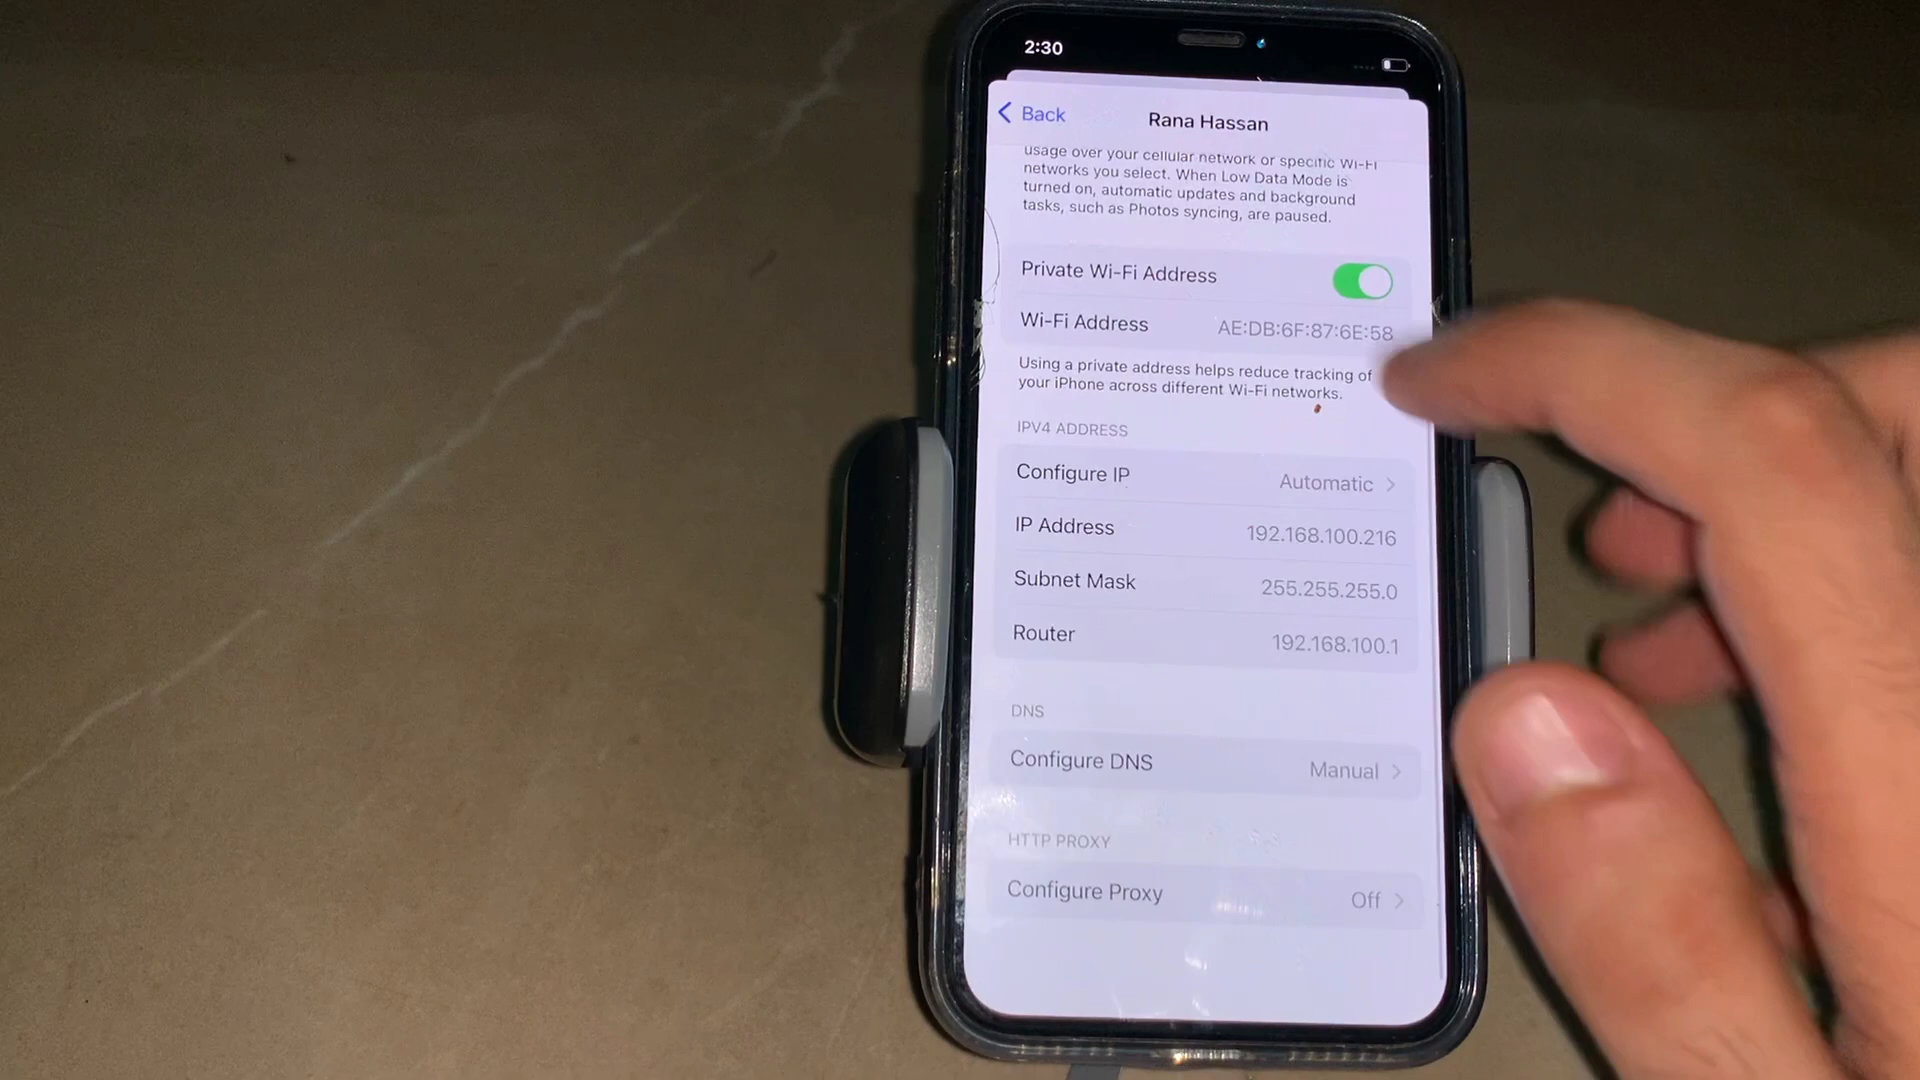 2:30
Back
Rana Hassan
usage over your cellular network or specific Wi-Fi
networks you select. When Low Data Mode is
turned on, automatic updates and background
tasks, such as Photos syncing, are paused.
Private Wi-Fi Address
Wi-Fi Address AE:DB:6F:87:6E:58
Using a private address helps reduce tracking of
your iPhone across different Wi-Fi networks.
IPV4 ADDRESS
Configure IP Automatic
IP Address 192.168.100.216
Subnet Mask 255.255.255.0
Router 192.168.100.1
DNS
Configure DNS Manual
HTTP PROXY
Configure Proxy Off